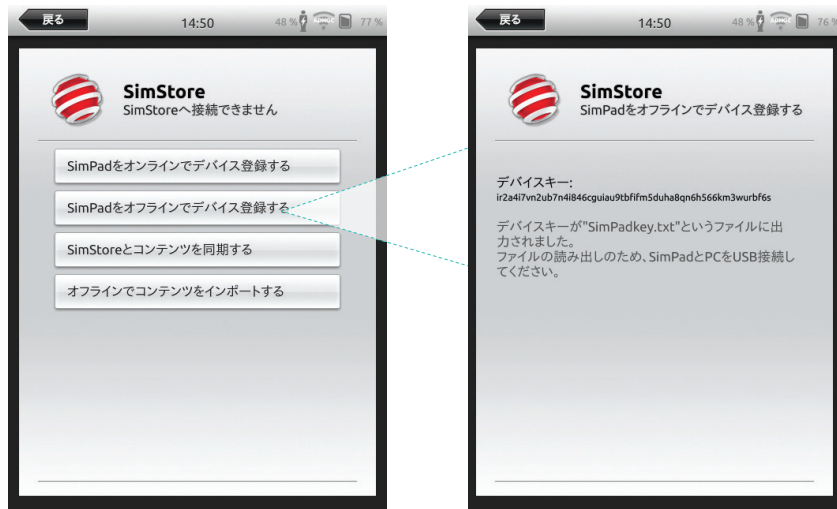 戻る
14:50
48 %
ADHOC
77 %
SimStore
SimStoreへ接続できません
SimPadをオンラインでデバイス登録する
SimPadをオフラインでデバイス登録する
SimStoreとコンテンツを同期する
オフラインでコンテンツをインポートする
戻る
14:50
48 %
ADHOC
76 %
SimStore
SimPadをオフラインでデバイス登録する
デバイスキー:
ir2a4i7vn2ub7n4i846cguiau9tbfifm5duha8qn6h566km3wurbf6s
デバイスキーが"SimPadkey.txt"というファイルに出
力されました。
ファイルの読み出しのため、SimPadとPCをUSB接続し
てください。